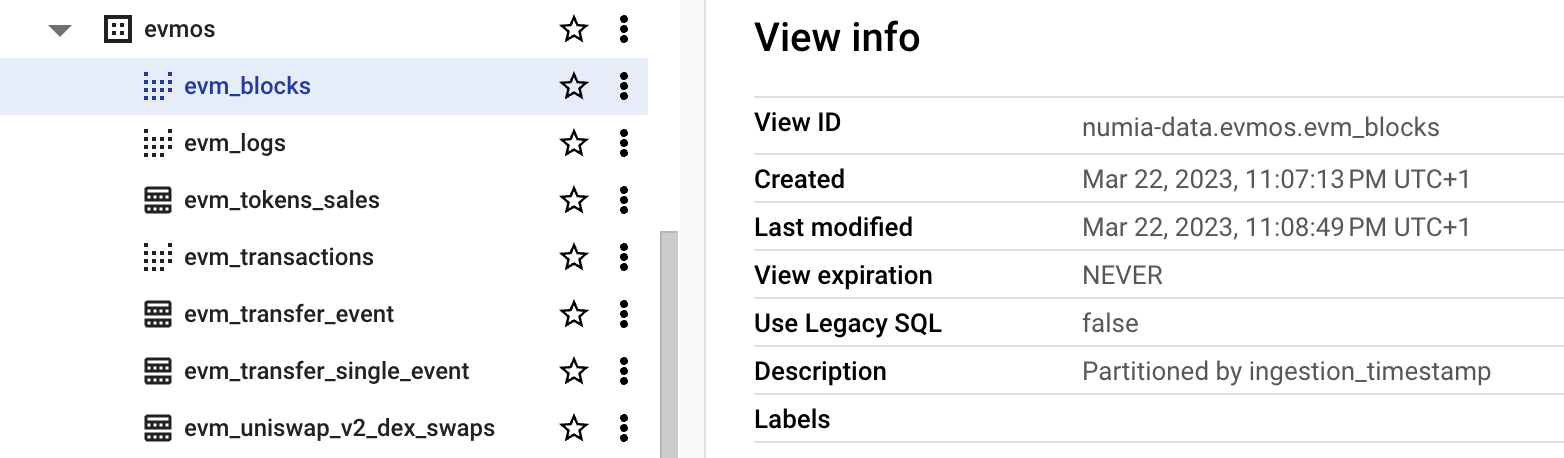 evmos
evm_blocks
evm_logs
evm_tokens_sales
evm_transactions
evm_transfer_event
evm_transfer_single_event
evm_uniswap_v2_dex_swaps
View info
View ID numia-data.evmos.evm_blocks
Created Mar 22, 2023, 11:07:13 PM UTC+1
Last modified Mar 22, 2023, 11:08:49 PM UTC+1
View expiration NEVER
Use Legacy SQL false
Description Partitioned by ingestion_timestamp
Labels